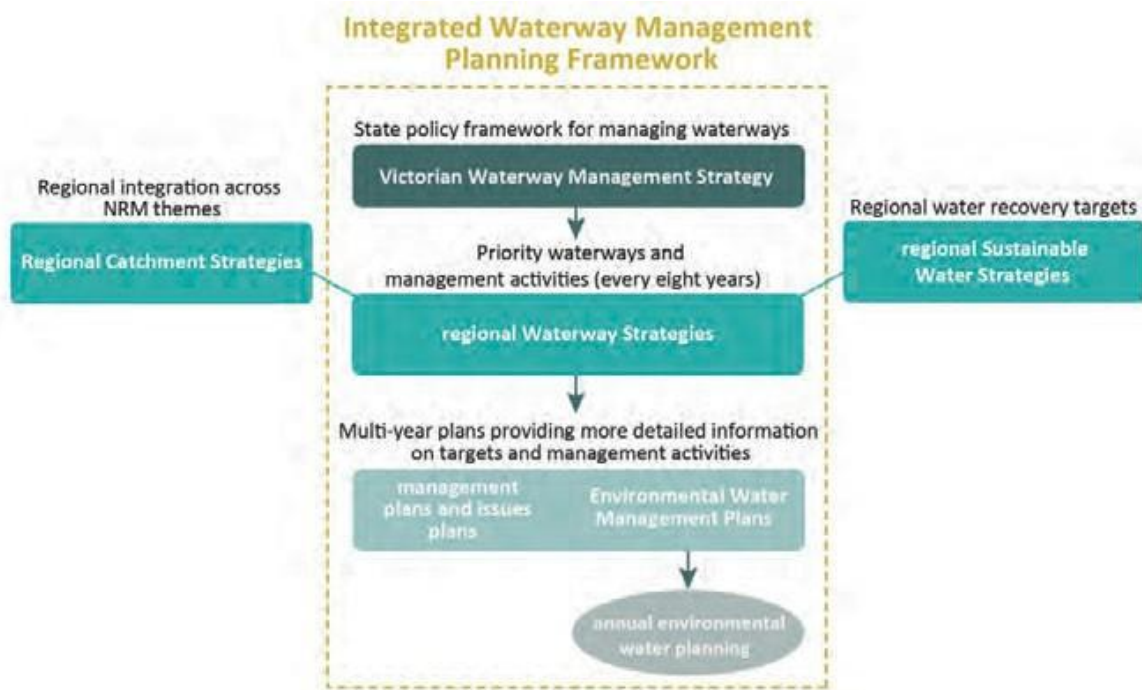 Integrated Waterway Management
Planning Framework
State policy framework for managing waterways
Victorian Waterway Management Strategy
Regional integration across
NRM themes
Regional Catchment Strategies
Priority waterways and
management activities (every eight years)
regional Waterway Strategies
Regional water recovery targets
regional Sustainable
Water Strategies
Multi-year plans providing more detailed information
on targets and management activities
management
plans and issues
plans
Environmental Water
Management Plans
annual environmental
water planning